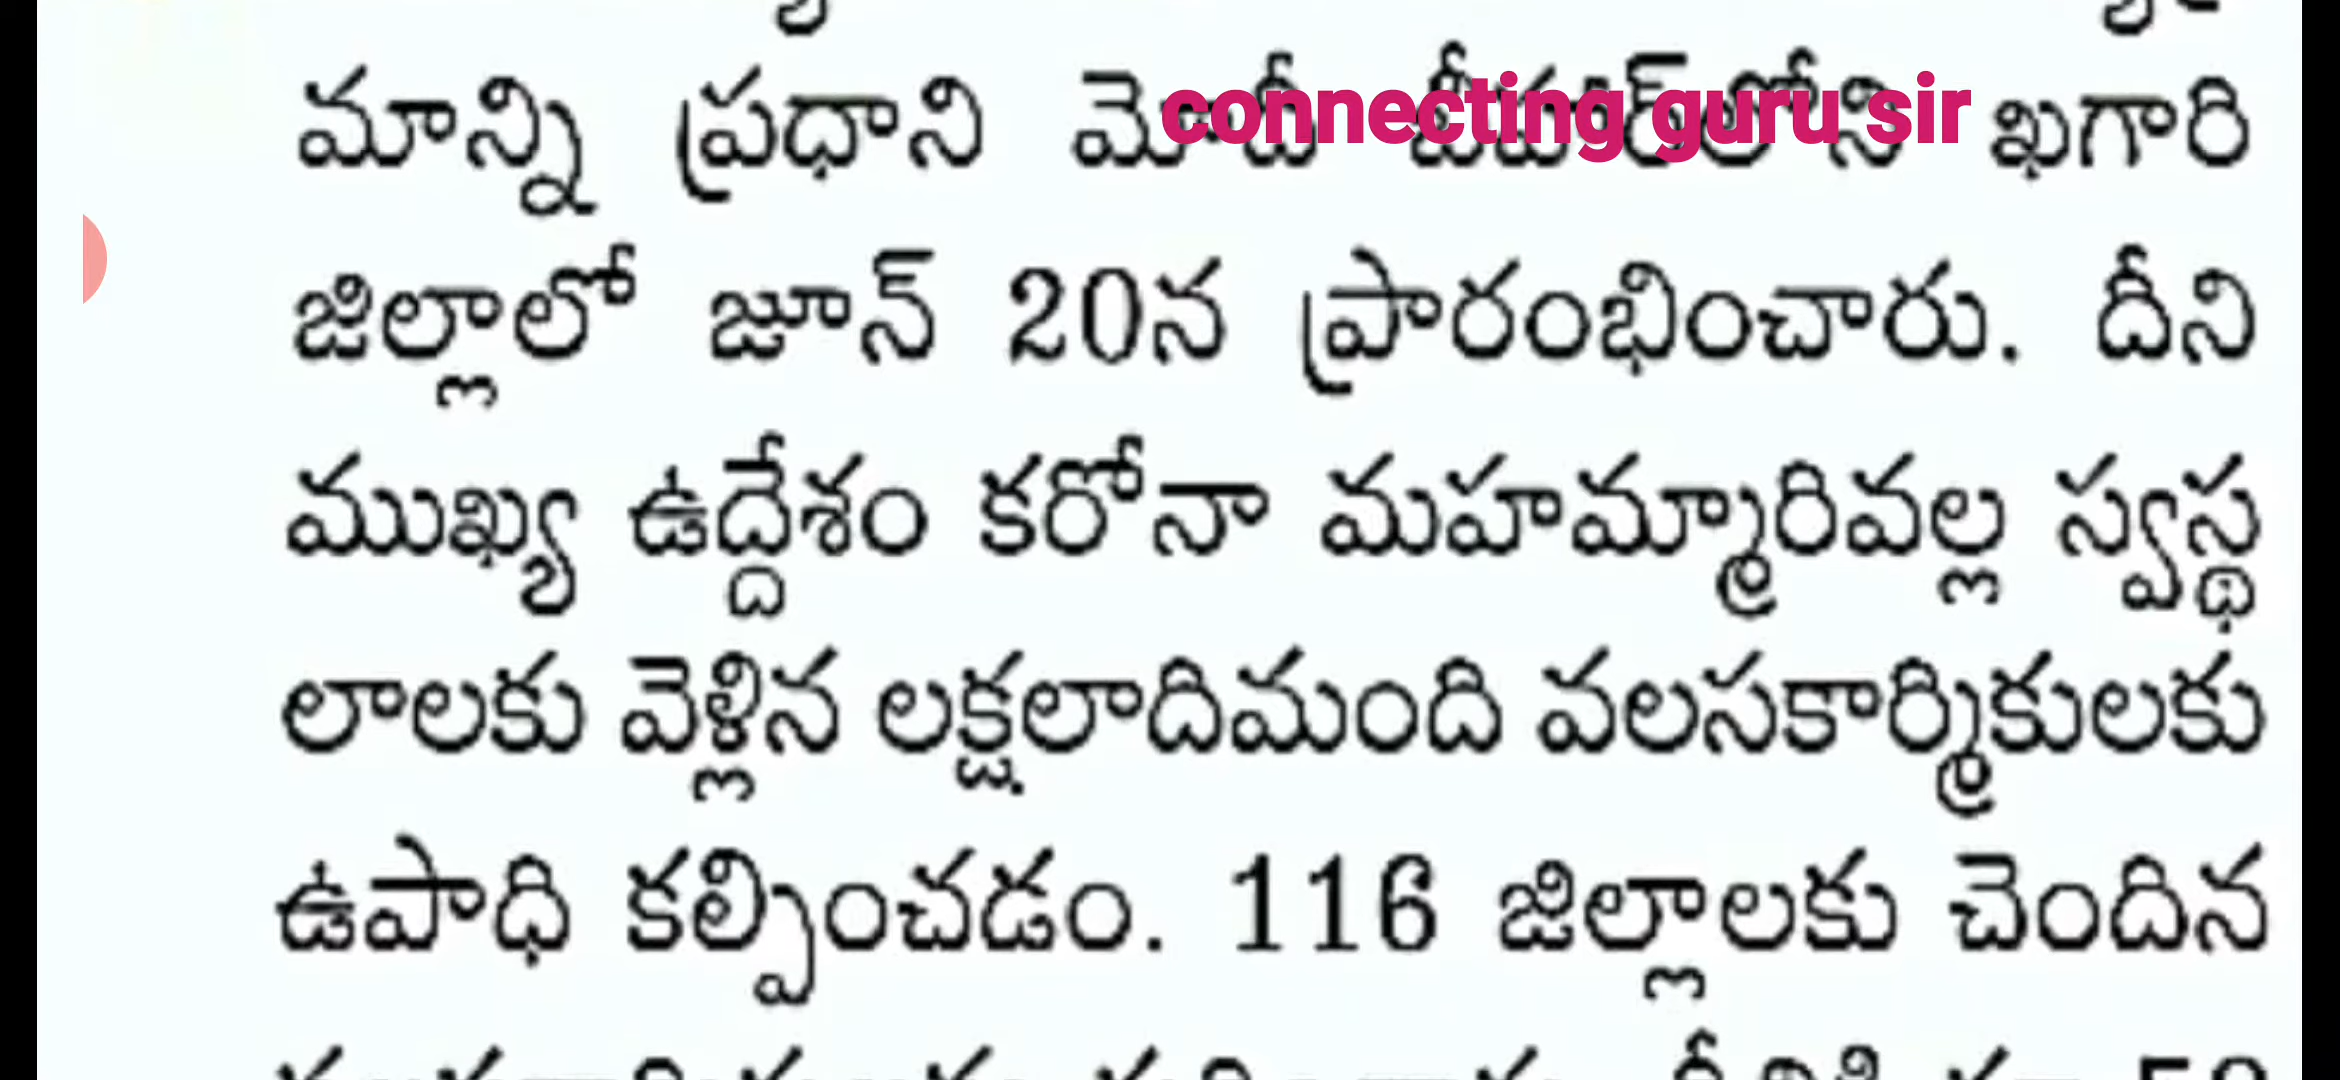 మాన్ని ప్రధాని మోదీ బీహార్‌లోని ఖగారి
connecting guru sir
జిల్లాలో జూన్ 20న ప్రారంభించారు. దీని
ముఖ్య ఉద్దేశం కరోనా మహమ్మారివల్ల స్వస్థ
లాలకు వెళ్లిన లక్షలాదిమంది వలసకార్మికులకు
ఉపాధి కల్పించడం. 116 జిల్లాలకు చెందిన